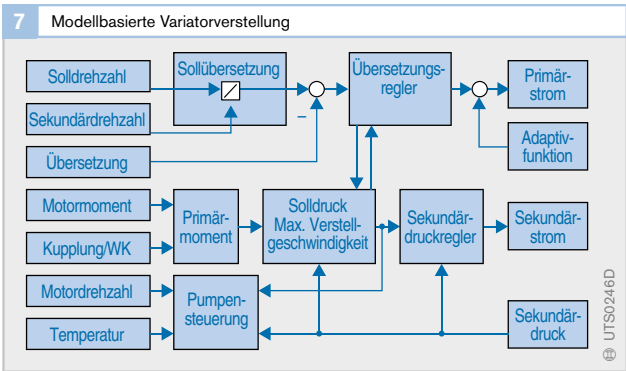 7 Modellbasierte Variatorverstellung
Solldrehzahl
Sekundärdrehzahl
Übersetzung
Sollübersetzung
–
Übersetzungs-
regler
Primär-
strom
Adaptiv-
funktion
Motormoment
Kupplung/WK
Motordrehzahl
Temperatur
Primär-
moment
Pumpen-
steuerung
Solldruck
Max. Verstell-
geschwindigkeit
Sekundär-
druckregler
Sekundär-
strom
Sekundär-
druck
UTS0246D